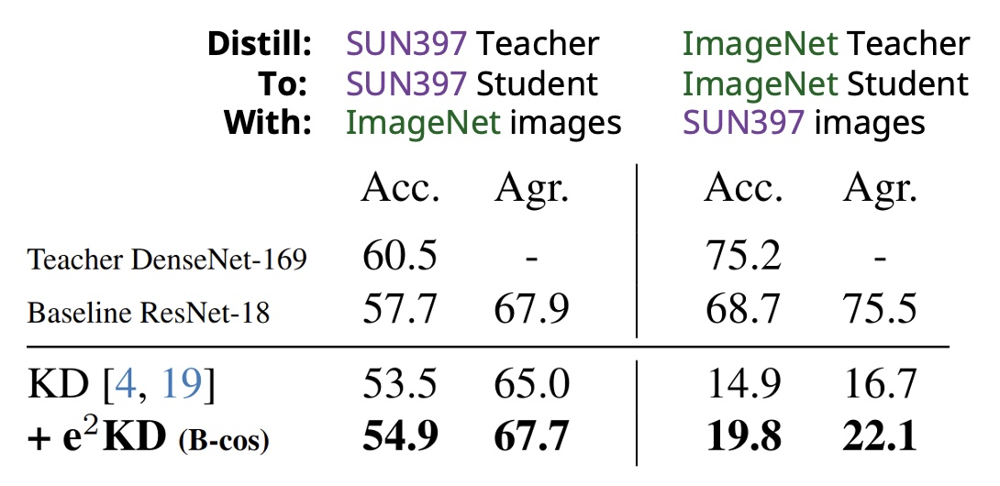 Distill: SUN397 Teacher ImageNet Teacher
To: SUN397 Student ImageNet Student
With: ImageNet images SUN397 images
Acc. Agr. Acc. Agr.
Teacher DenseNet-169 60.5 - 75.2 -
Baseline ResNet-18 57.7 67.9 68.7 75.5
KD [4, 19] 53.5 65.0 14.9 16.7
+ e²KD (B-cos) 54.9 67.7 19.8 22.1